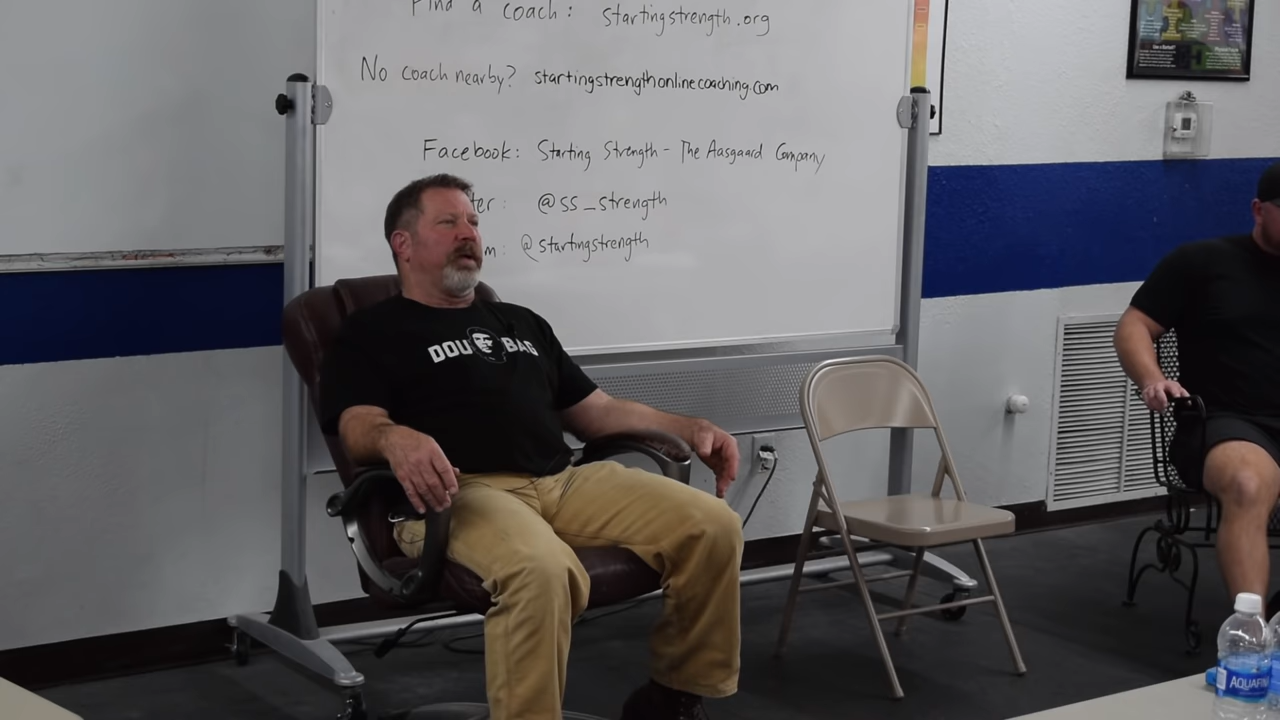 Find a coach: startingstrength.org
No coach nearby? startingstrengthonlinecoaching.com
Facebook: Starting Strength - The Aasgaard Company
ter: @ss_strength
m: @startingstrength
DOU BAG
AQUAFINA